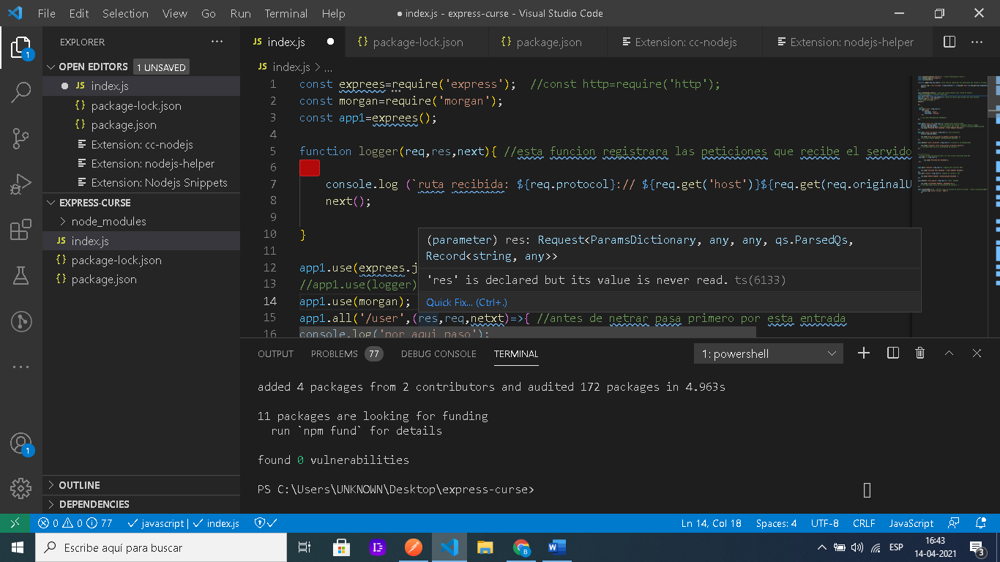 File Edit Selection View Go Run Terminal Help
● index.js - express-curse - Visual Studio Code
EXPLORER
OPEN EDITORS 1 UNSAVED
JS index.js
{} package-lock.json
{} package.json
Extension: cc-nodejs
Extension: nodejs-helper
Extension: Nodejs Snippets
EXPRESS-CURSE
node_modules
JS index.js
{} package-lock.json
{} package.json
OUTLINE
DEPENDENCIES
JS index.js ● {} package-lock.json {} package.json Extension: cc-nodejs Extension: nodejs-helper
JS index.js > ...
1 const exprees=require('express'); //const http=require('http');
2 const morgan=require('morgan');
3 const app1=exprees();
4
5 function logger(req,res,next){ //esta funcion registrara las peticiones que recibe el servido
6
7 console.log (`ruta recibida: ${req.protocol}:// ${req.get('host')}${req.get(req.originalU
8 next();
9
10 }
11
12 app1.use(exprees.j
13 //app1.use(logger)
14 app1.use(morgan);
15 app1.all('/user',(res,req,netxt)=>{ //antes de netrar pasa primero por esta entrada
16 console.log('por aqui paso');
(parameter) res: Request<ParamsDictionary, any, any, qs.ParsedQs,
Record<string, any>>
'res' is declared but its value is never read. ts(6133)
Quick Fix... (Ctrl+.)
OUTPUT PROBLEMS 77 DEBUG CONSOLE TERMINAL 1: powershell
added 4 packages from 2 contributors and audited 172 packages in 4.963s
11 packages are looking for funding
run `npm fund` for details
found 0 vulnerabilities
PS C:\Users\UNKNOWN\Desktop\express-curse>
1
1
0 0 77 javascript | index.js Ln 14, Col 18 Spaces: 4 UTF-8 CRLF JavaScript
Escribe aquí para buscar
ESP
16:43
14-04-2021
3